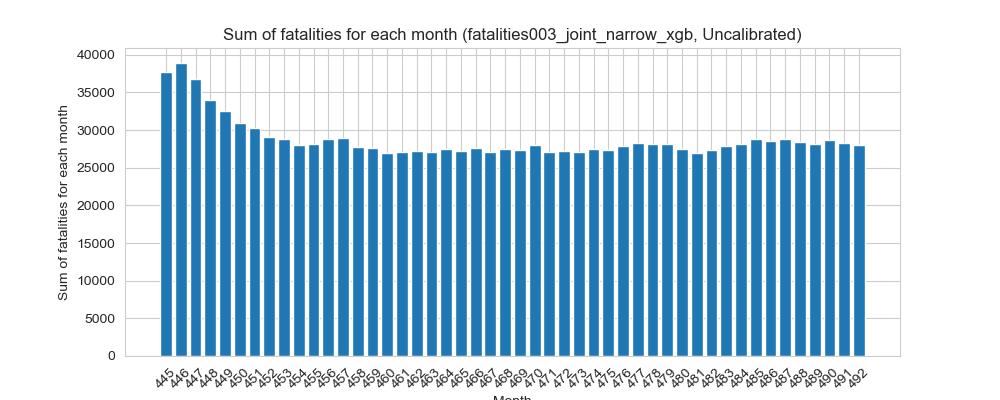 Sum of fatalities for each month (fatalities003_joint_narrow_xgb, Uncalibrated)
Sum of fatalities for each month
40000
35000
30000
25000
20000
15000
10000
5000
0
445 446 447 448 449 450 451 452 453 454 455 456 457 458 459 460 461 462 463 464 465 466 467 468 469 470 471 472 473 474 475 476 477 478 479 480 481 482 483 484 485 486 487 488 489 490 491 492
Month